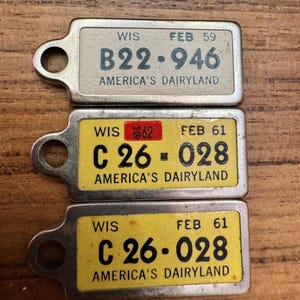 WIS FEB 59
B22·946
AMERICA'S DAIRYLAND
WIS 62 FEB 61
C 26 · 028
AMERICA'S DAIRYLAND
WIS FEB 61
C 26·028
AMERICA'S DAIRYLAND